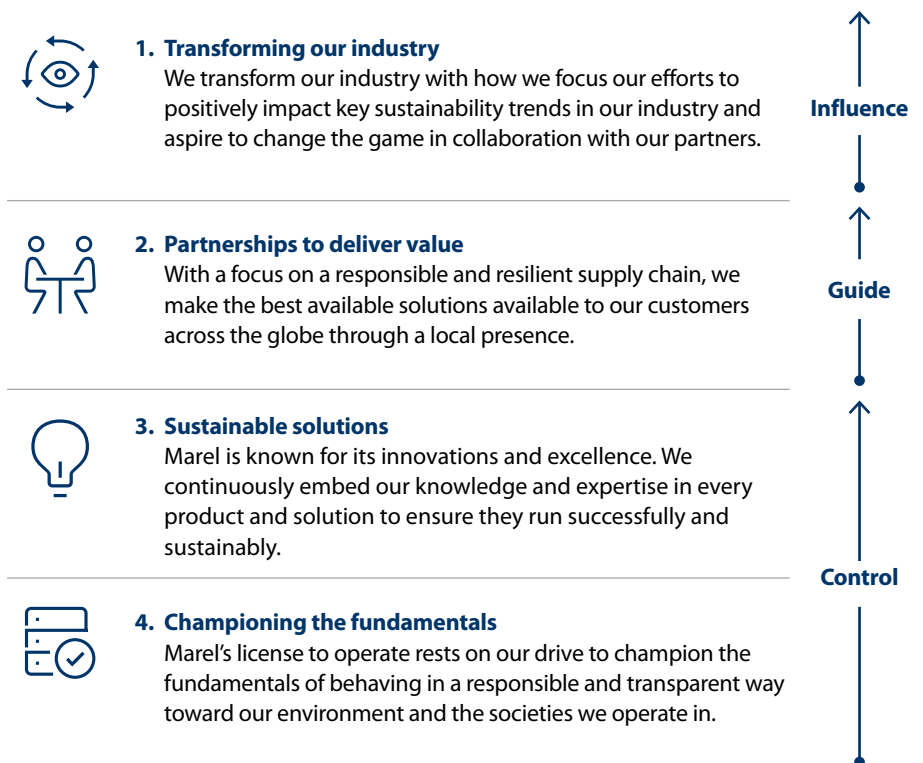 1. Transforming our industry
We transform our industry with how we focus our efforts to
positively impact key sustainability trends in our industry and
aspire to change the game in collaboration with our partners.
Influence
2. Partnerships to deliver value
With a focus on a responsible and resilient supply chain, we
make the best available solutions available to our customers
across the globe through a local presence.
Guide
3. Sustainable solutions
Marel is known for its innovations and excellence. We
continuously embed our knowledge and expertise in every
product and solution to ensure they run successfully and
sustainably.
Control
4. Championing the fundamentals
Marel’s license to operate rests on our drive to champion the
fundamentals of behaving in a responsible and transparent way
toward our environment and the societies we operate in.